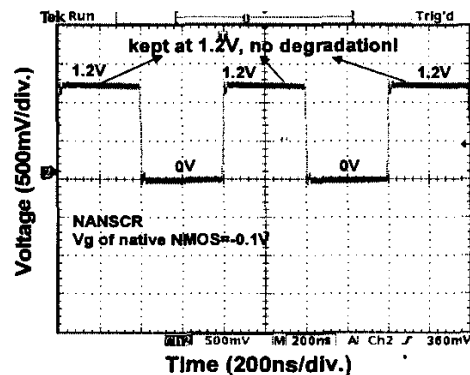 Tek Run
Trig'd
kept at 1.2V, no degradation!
1.2V 1.2V 1.2V
0V 0V
NANSCR
Vg of native NMOS=-0.1V
Voltage (500mV/div.)
500mV M 200ns A Ch2 360mV
Time (200ns/div.)